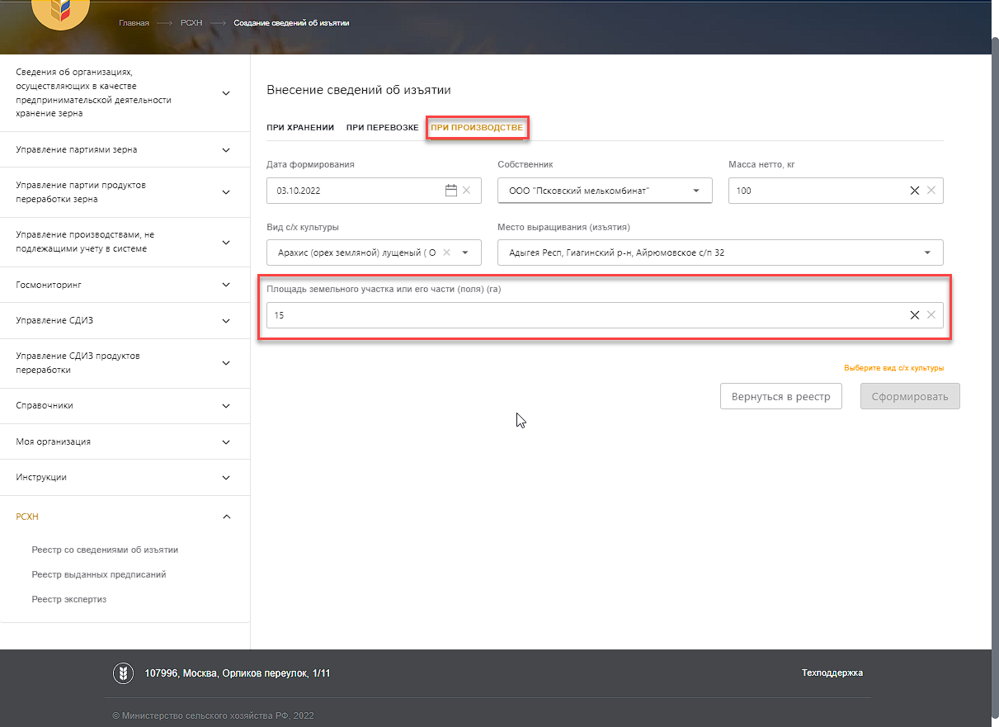 Главная
РСХН
Создание сведений об изъятии
Сведения об организациях,
осуществляющих в качестве
предпринимательской деятельности
хранение зерна
Управление партиями зерна
Управление партии продуктов
переработки зерна
Управление производствами, не
подлежащими учету в системе
Госмониторинг
Управление СДИЗ
Управление СДИЗ продуктов
переработки
Справочники
Моя организация
Инструкции
РСХН
Реестр со сведениями об изъятии
Реестр выданных предписаний
Реестр экспертиз
Внесение сведений об изъятии
ПРИ ХРАНЕНИИ ПРИ ПЕРЕВОЗКЕ ПРИ ПРОИЗВОДСТВЕ
Дата формирования
03.10.2022
Собственник
ООО "Псковский мелькомбинат"
Масса нетто, кг
100
Вид с/х культуры
Арахис (орех земляной) лущеный ( О
Место выращивания (изъятия)
Адыгея Респ, Гиагинский р-н, Айрюмовское с/п 32
Площадь земельного участка или его части (поля) (га)
15
Выберите вид с/х культуры
Вернуться в реестр
Сформировать
107996, Москва, Орликов переулок, 1/11
Техподдержка
© Министерство сельского хозяйства РФ, 2022